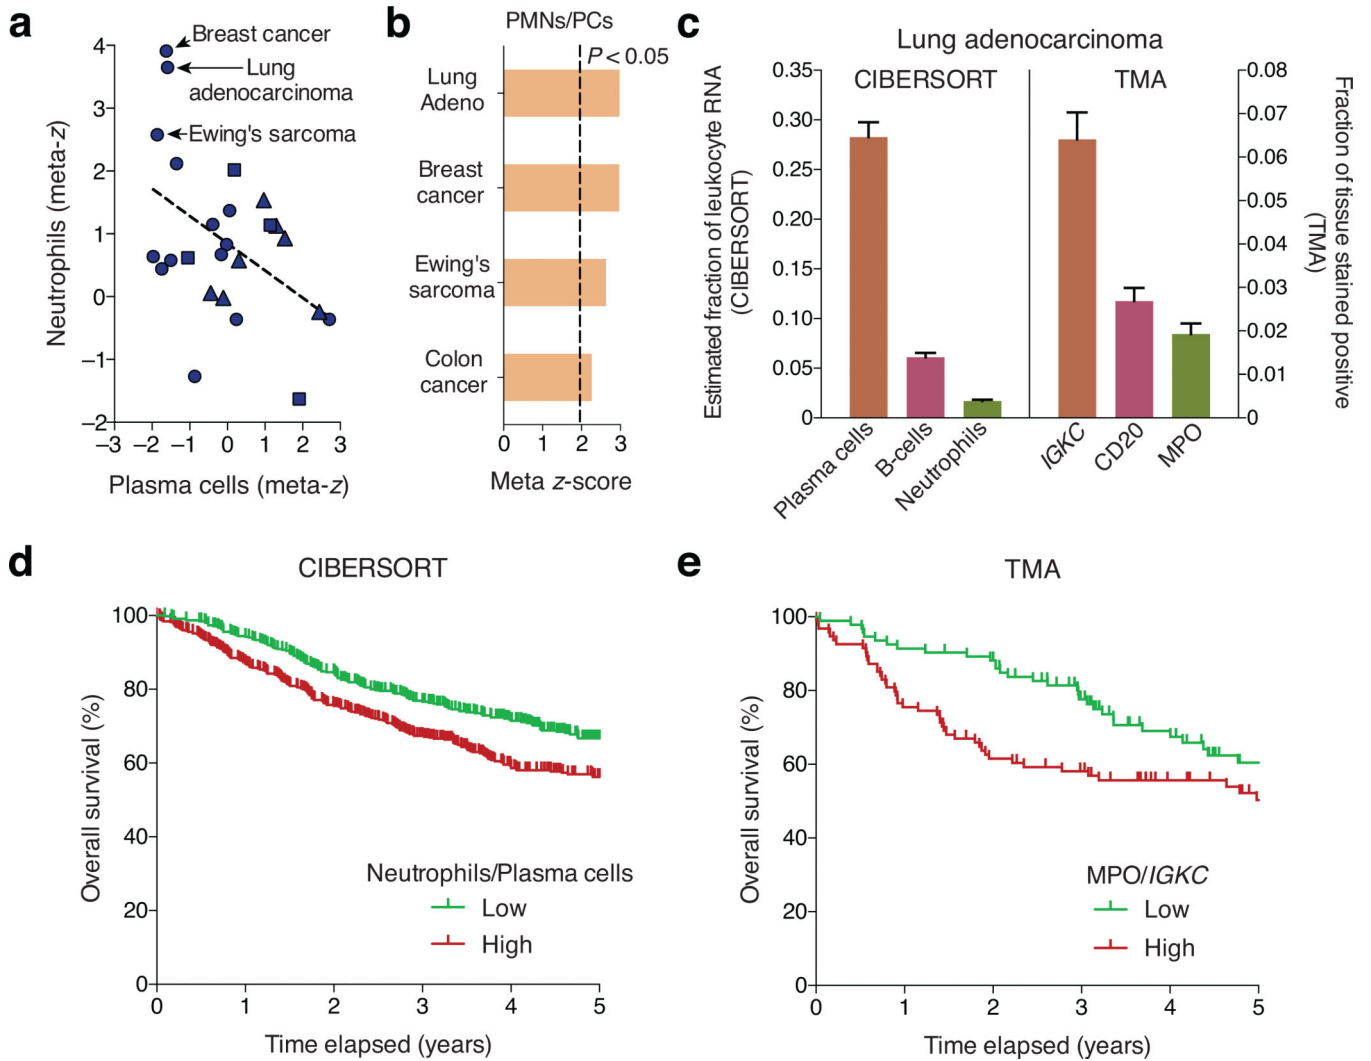 a
Breast cancer
Lung
adenocarcinoma
Ewing's sarcoma
Neutrophils (meta-z)
4
3
2
1
0
–1
–2
–3
–2
–1
0
1
2
3
Plasma cells (meta-z)
b
PMNs/PCs
P < 0.05
Lung
Adeno
Breast
cancer
Ewing's
sarcoma
Colon
cancer
0
1
2
3
Meta z-score
c
Lung adenocarcinoma
CIBERSORT
TMA
Estimated fraction of leukocyte RNA
(CIBERSORT)
0.35
0.30
0.25
0.20
0.15
0.10
0.05
0
0.08
0.07
0.06
0.05
0.04
0.03
0.02
0.01
0
Fraction of tissue stained positive
(TMA)
Plasma cells
B-cells
Neutrophils
IGKC
CD20
MPO
d
CIBERSORT
Overall survival (%)
100
80
60
40
20
0
Neutrophils/Plasma cells
Low
High
0
1
2
3
4
5
Time elapsed (years)
e
TMA
Overall survival (%)
100
80
60
40
20
0
MPO/IGKC
Low
High
0
1
2
3
4
5
Time elapsed (years)